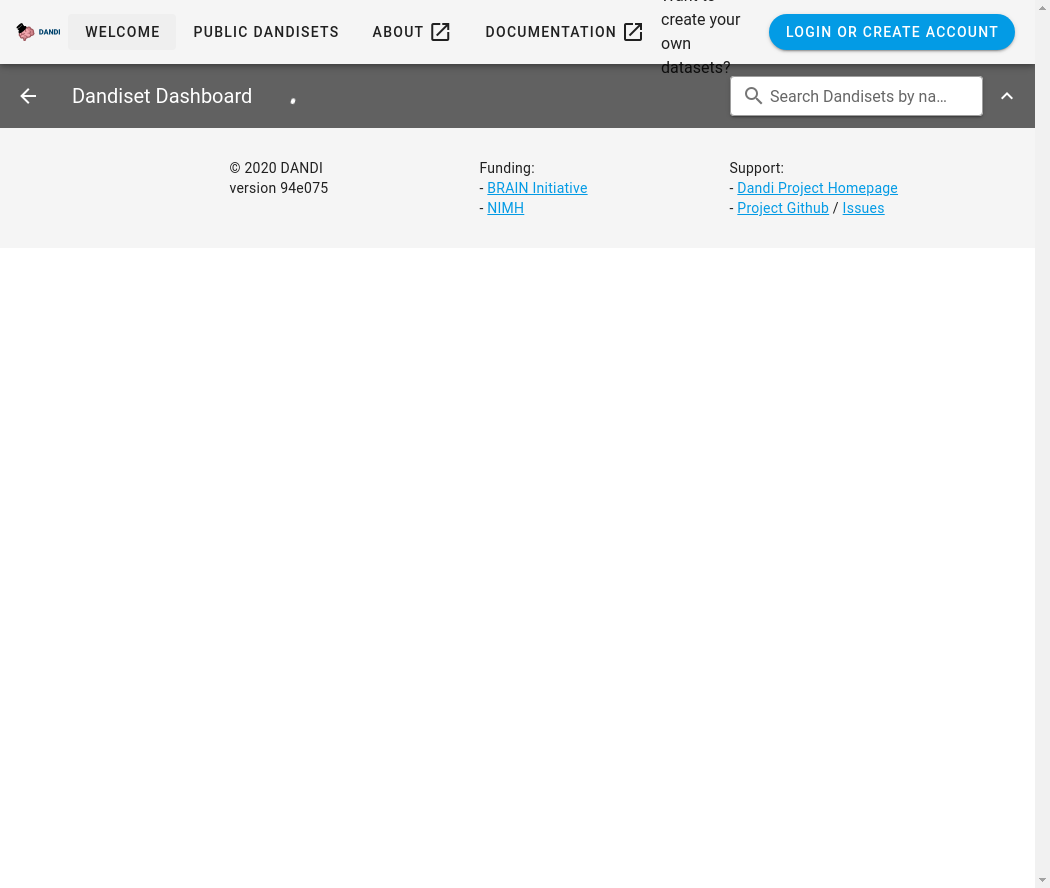 DANDI
WELCOME
PUBLIC DANDISETS
ABOUT
DOCUMENTATION
create your
own
datasets?
LOGIN OR CREATE ACCOUNT
Dandiset Dashboard
Search Dandisets by na...
© 2020 DANDI
version 94e075
Funding:
- BRAIN Initiative
- NIMH
Support:
- Dandi Project Homepage
- Project Github / Issues